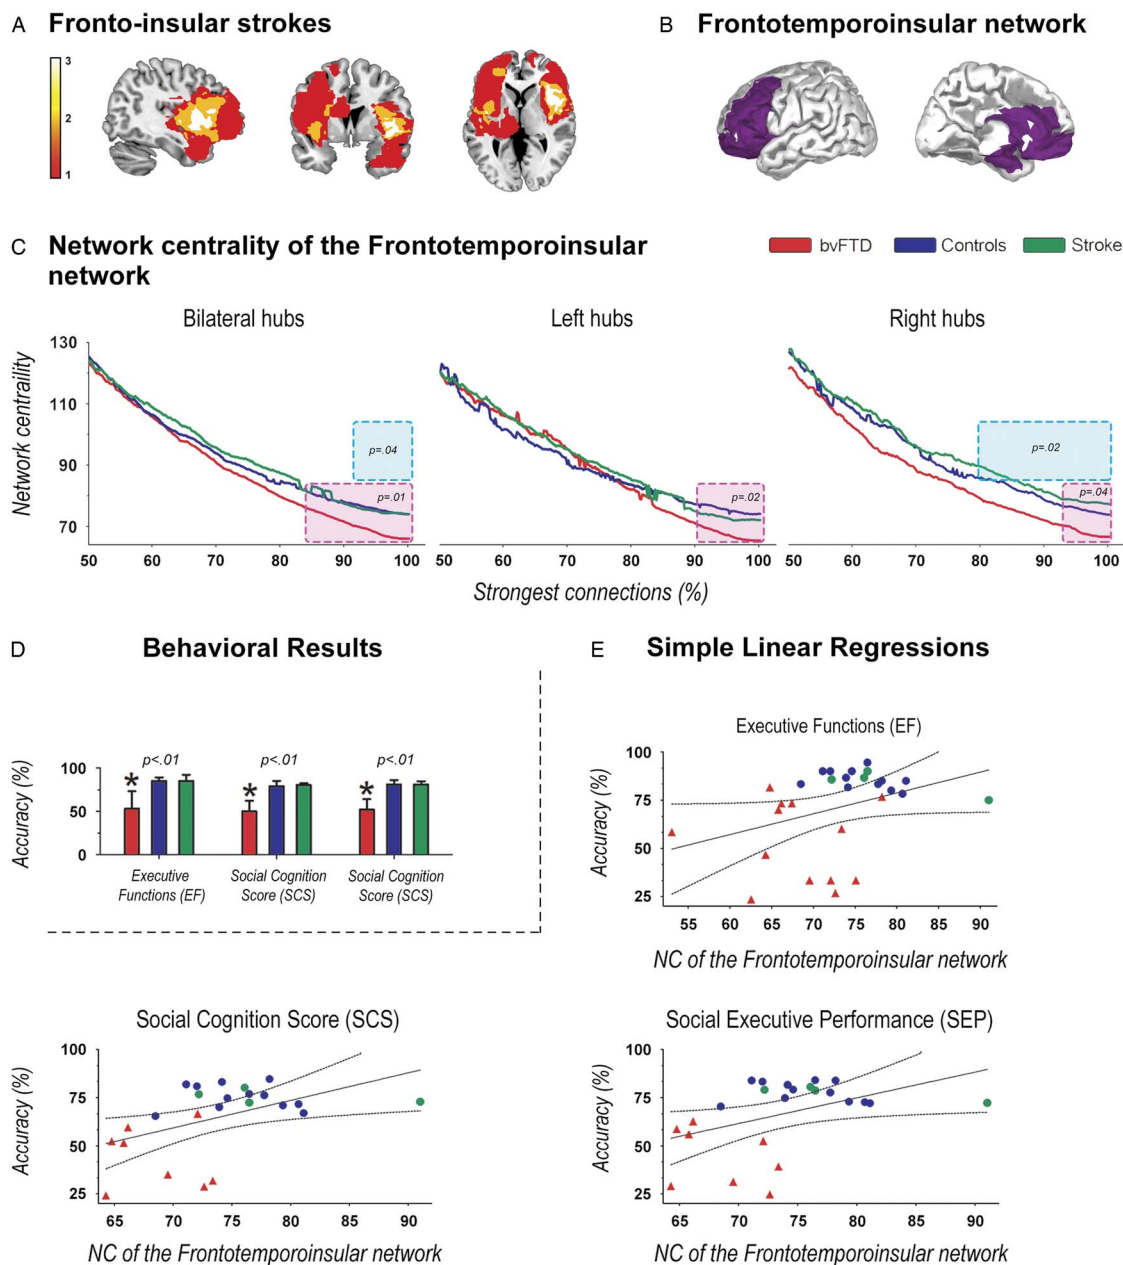 A Fronto-insular strokes
3
2
1
B Frontotemporoinsular network
C Network centrality of the Frontotemporoinsular
network
bvFTD Controls Stroke
Bilateral hubs
Left hubs
Right hubs
Network centraility
130
110
90
70
p=.04
p=.01
p=.02
p=.02
p=.04
50 60 70 80 90 100
50 60 70 80 90 100
50 60 70 80 90 100
Strongest connections (%)
D Behavioral Results
Accuracy (%)
100
50
0
* p<.01
* p<.01
* p<.01
Executive
Functions (EF)
Social Cognition
Score (SCS)
Social Cognition
Score (SCS)
E Simple Linear Regressions
Executive Functions (EF)
Accuracy (%)
100
75
50
25
55 60 65 70 75 80 85 90
NC of the Frontotemporoinsular network
Social Cognition Score (SCS)
Accuracy (%)
100
75
50
25
65 70 75 80 85 90
NC of the Frontotemporoinsular network
Social Executive Performance (SEP)
Accuracy (%)
100
75
50
25
65 70 75 80 85 90
NC of the Frontotemporoinsular network